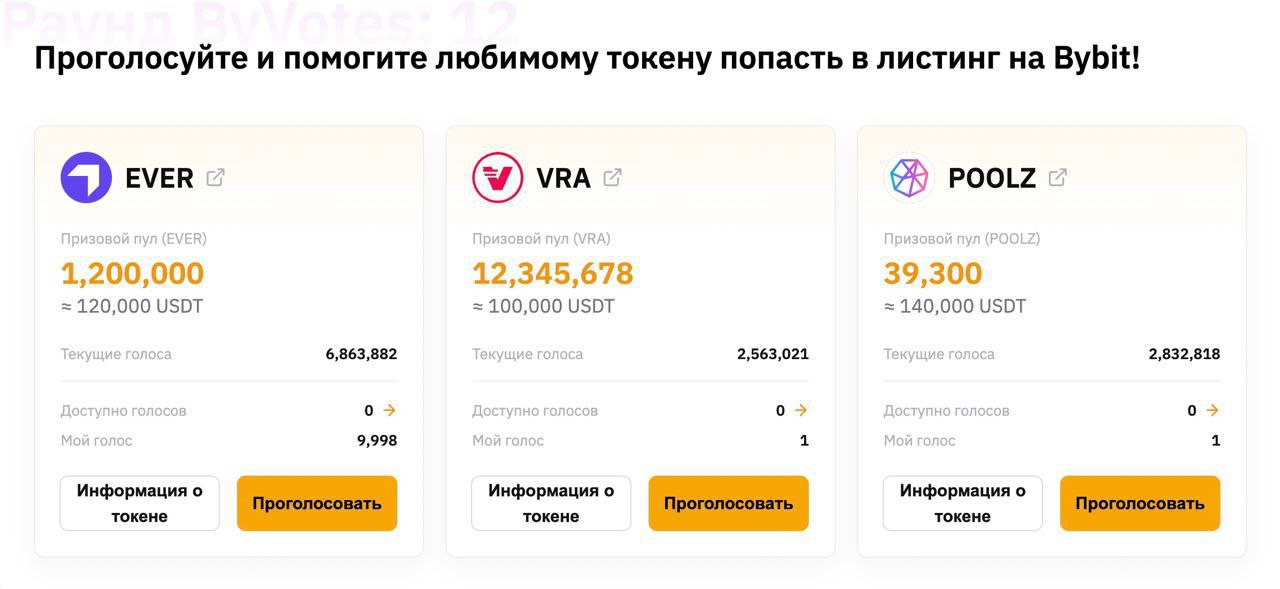 Раунд ByVotes: 12
Проголосуйте и помогите любимому токену попасть в листинг на Bybit!
EVER
Призовой пул (EVER)
1,200,000
≈ 120,000 USDT
Текущие голоса 6,863,882
Доступно голосов 0 →
Мой голос 9,998
Информация о
токене
Проголосовать
VRA
Призовой пул (VRA)
12,345,678
≈ 100,000 USDT
Текущие голоса 2,563,021
Доступно голосов 0 →
Мой голос 1
Информация о
токене
Проголосовать
POOLZ
Призовой пул (POOLZ)
39,300
≈ 140,000 USDT
Текущие голоса 2,832,818
Доступно голосов 0 →
Мой голос 1
Информация о
токене
Проголосовать